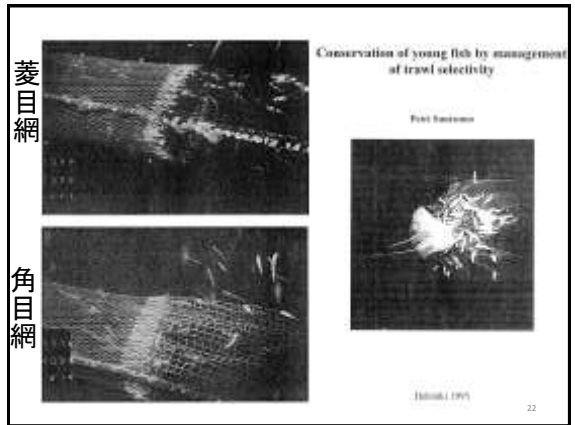 菱目網
角目網
Conservation of young fish by management
of trawl selectivity
Petri Suuronen
Helsinki 1995
22